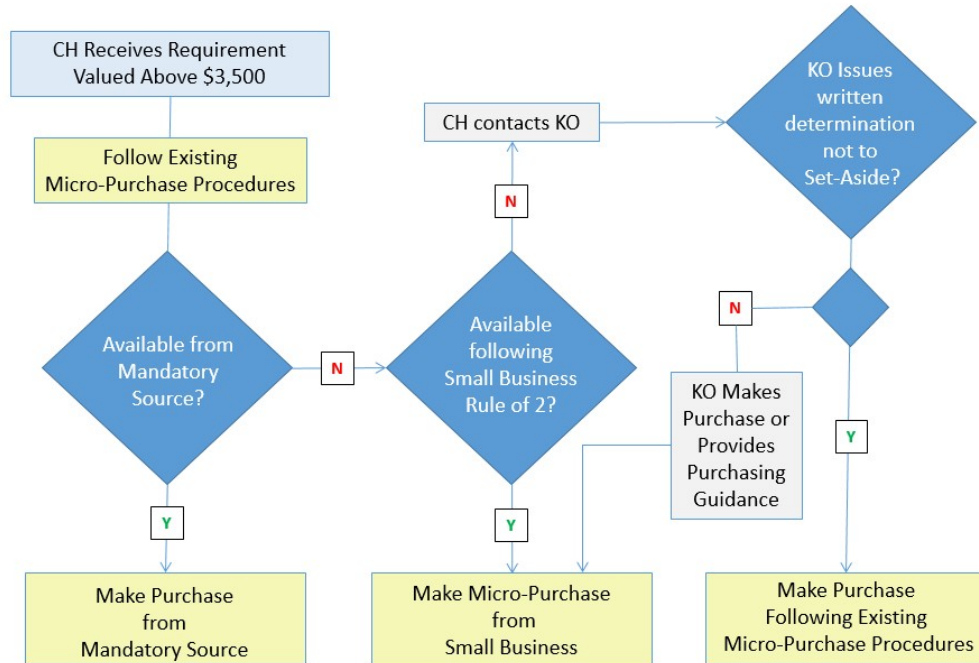 CH Receives Requirement
Valued Above $3,500
Follow Existing
Micro-Purchase Procedures
Available from
Mandatory
Source?
N
Y
Make Purchase
from
Mandatory Source
Available
following
Small Business
Rule of 2?
N
CH contacts KO
Y
Make Micro-Purchase
from
Small Business
KO Issues
written
determination
not to
Set-Aside?
N
KO Makes
Purchase or
Provides
Purchasing
Guidance
Y
Make Purchase
Following Existing
Micro-Purchase Procedures